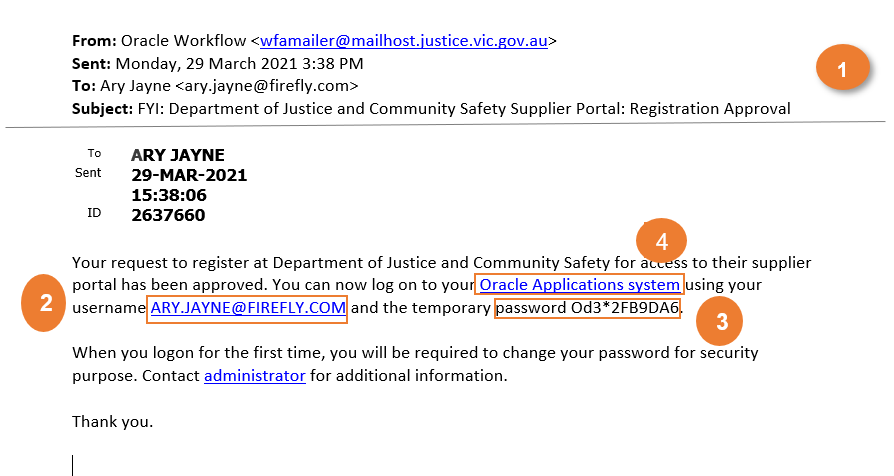 From: Oracle Workflow <wfamailer@mailhost.justice.vic.gov.au>
Sent: Monday, 29 March 2021 3:38 PM
1
To: Ary Jayne <ary.jayne@firefly.com>
Subject: FYI: Department of Justice and Community Safety Supplier Portal: Registration Approval
To ARY JAYNE
Sent 29-MAR-2021
15:38:06
ID 2637660
4
Your request to register at Department of Justice and Community Safety for access to their supplier
portal has been approved. You can now log on to your Oracle Applications system using your
2
username ARY.JAYNE@FIREFLY.COM and the temporary password Od3*2FB9DA6.
3
When you logon for the first time, you will be required to change your password for security
purpose. Contact administrator for additional information.
Thank you.